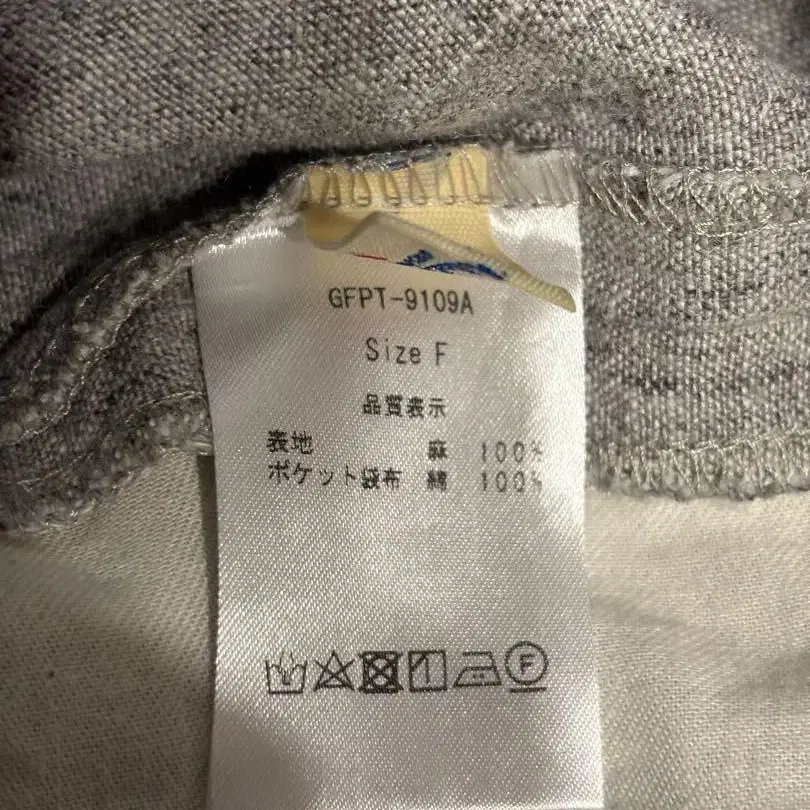 GFPT-9109A
Size F
品質表示
表地 麻 100%
ポケット袋布 綿 100%
F